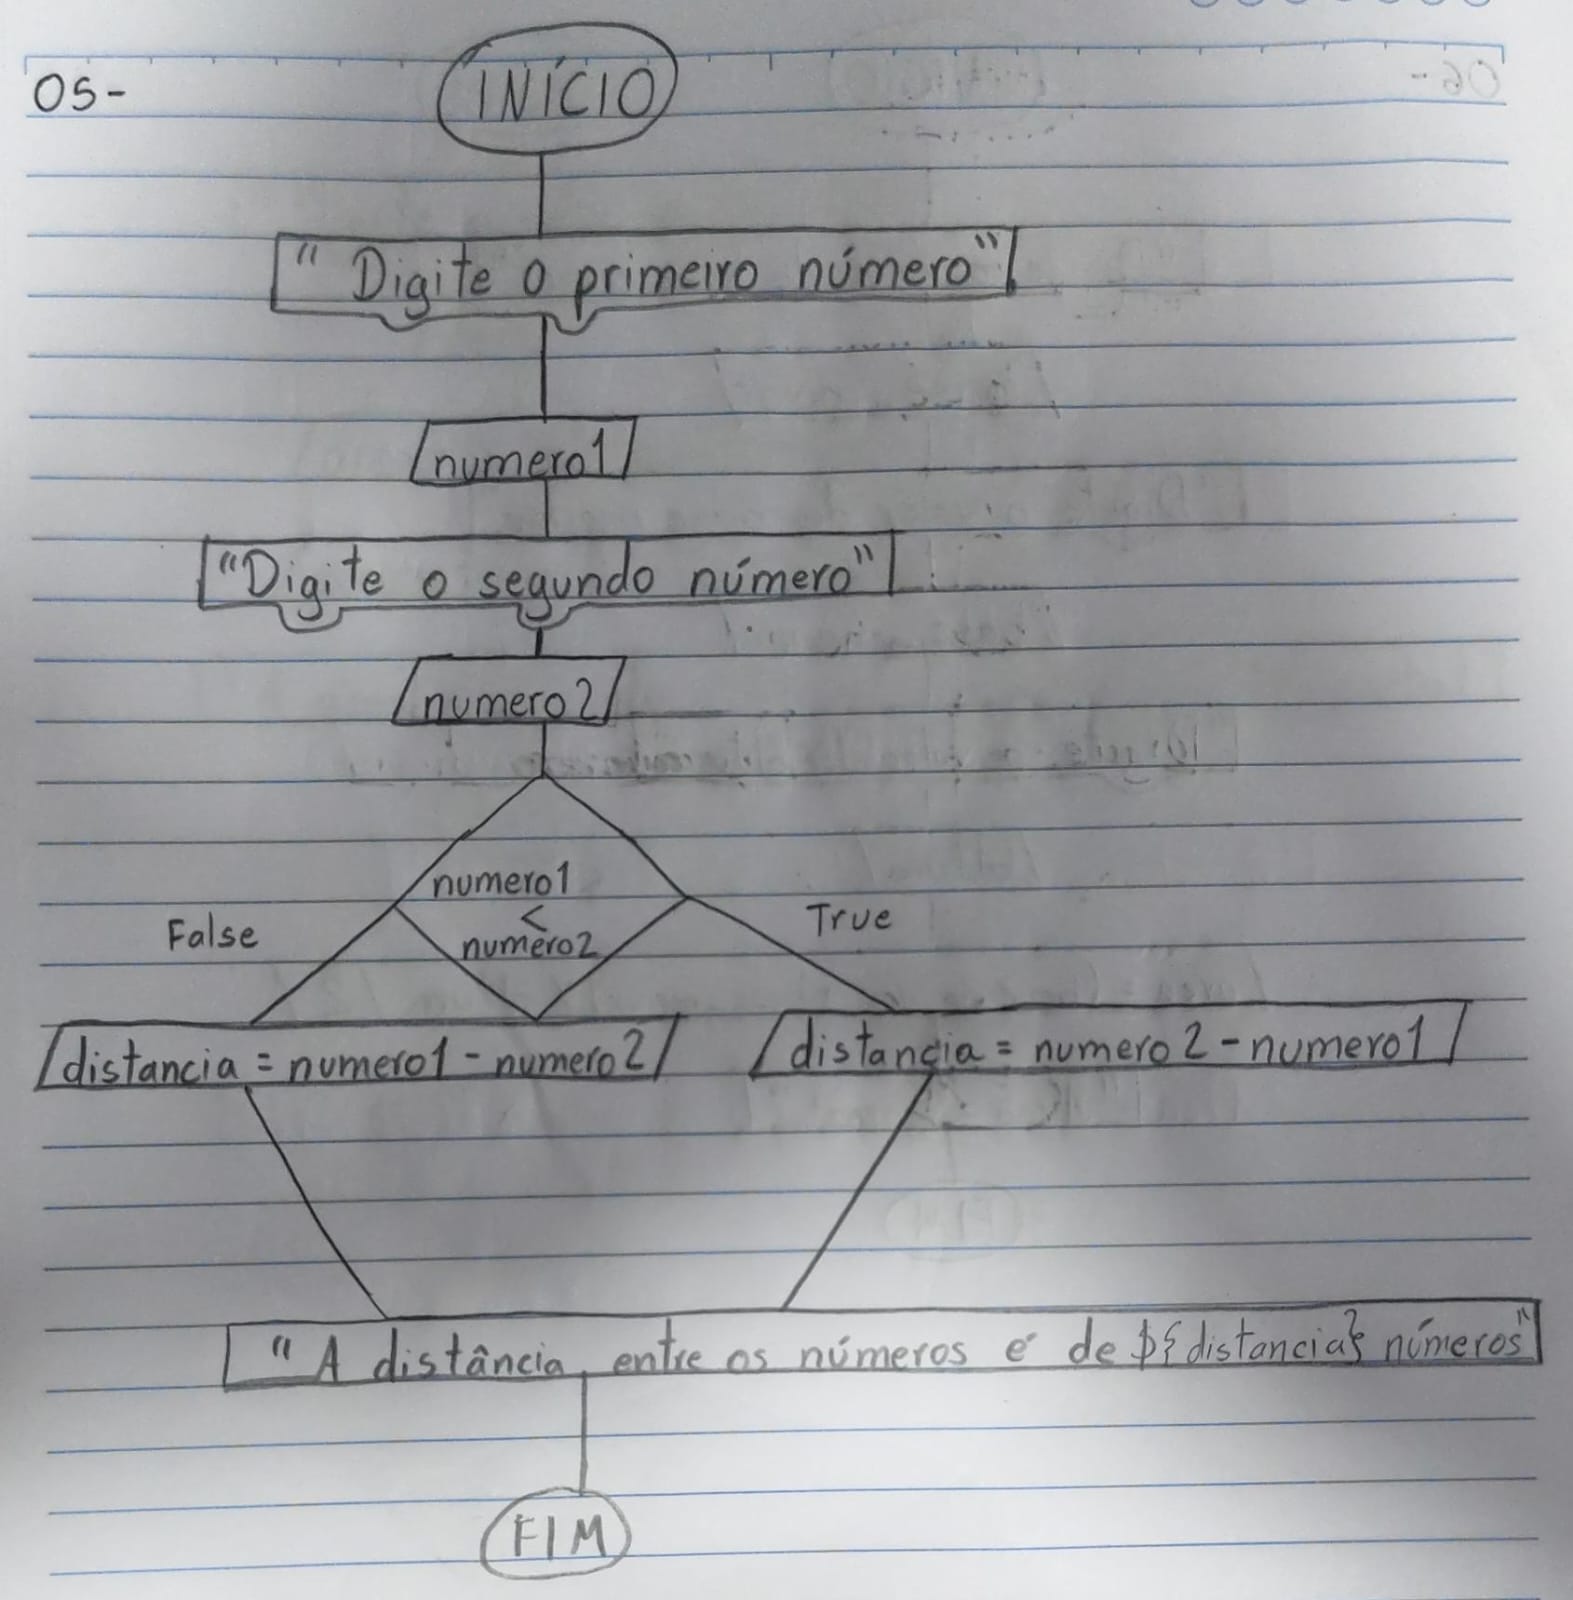 05-
INÍCIO
" Digite o primeiro número"
numero1
"Digite o segundo número"
numero2
numero1
<
numero2
False
True
distancia = numero1 - numero2
distancia = numero2 - numero1
"A distância entre os números é de ${distancia} números"
FIM